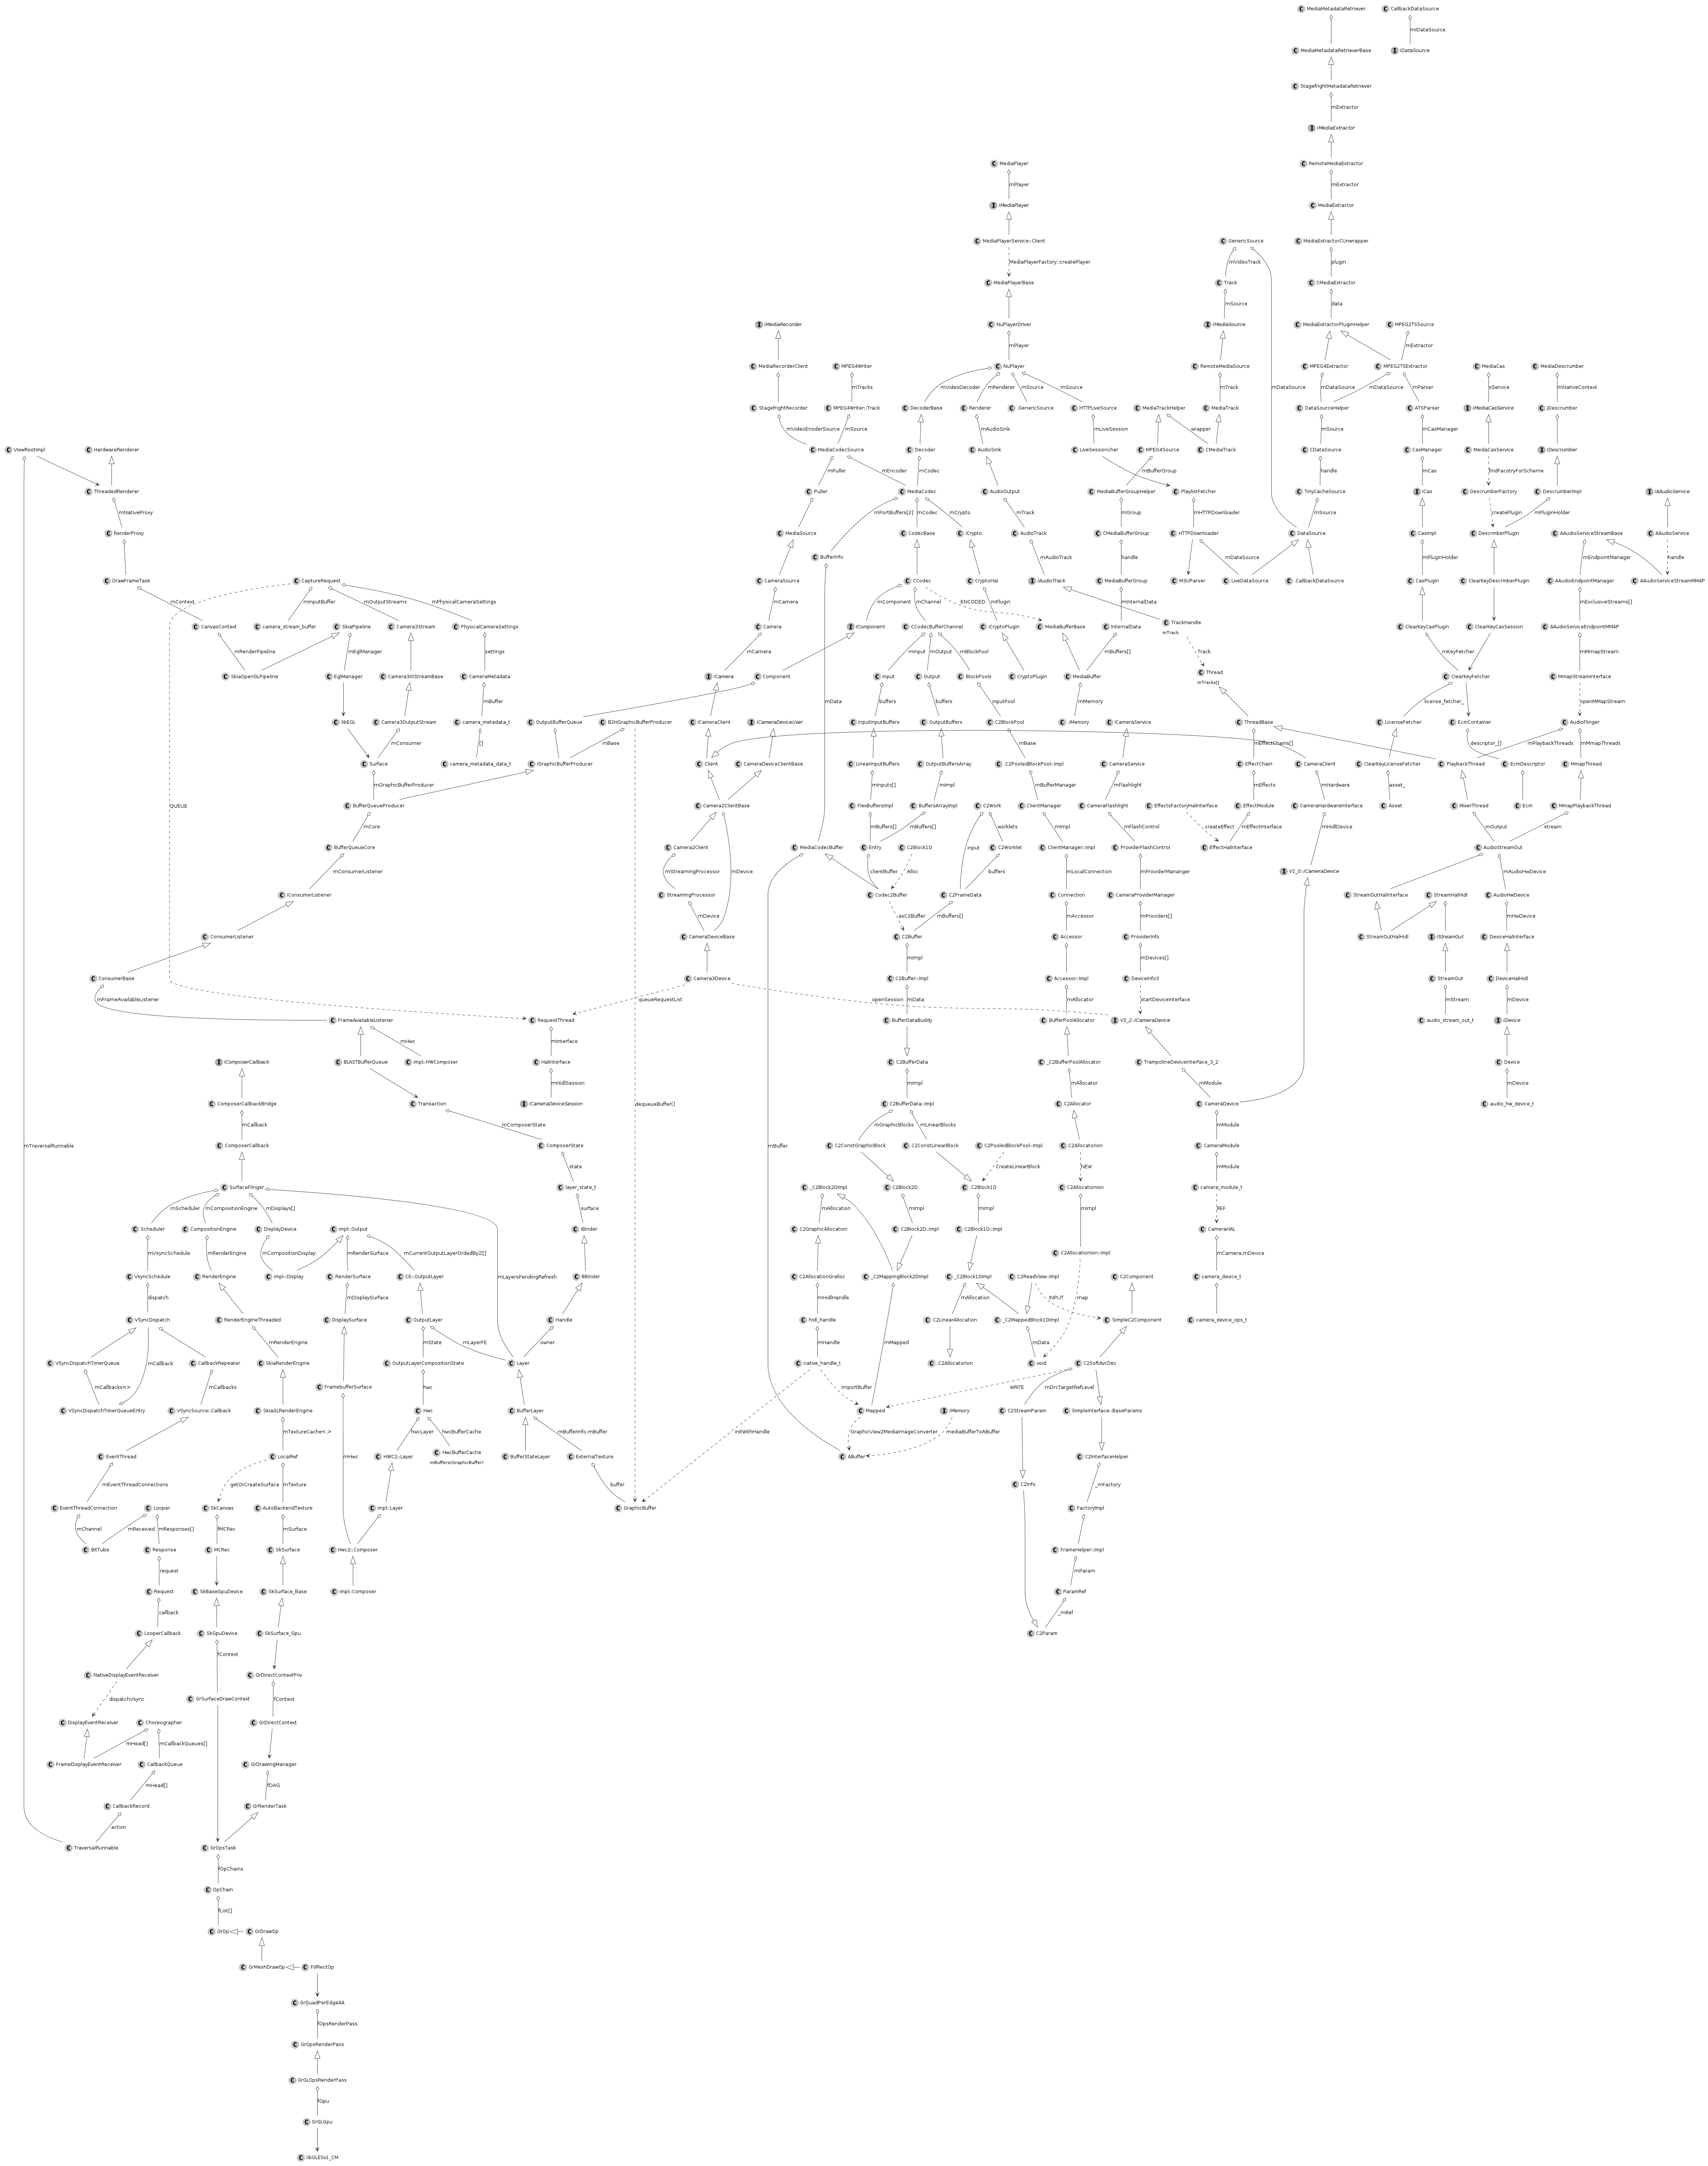 MediaMetadataRetriever
CallbackDataSource
mIDataSource
MediaMetadataRetrieverBase
IDataSource
StagefrightMetadataRetriever
mExtractor
IMediaExtractor
MediaPlayer
RemoteMediaExtractor
mPlayer
mExtractor
IMediaPlayer
MediaExtractor
MediaPlayerService::Client
GenericSource
MediaExtractorCUnwrapper
MediaPlayerFactory::createPlayer
mVideoTrack
plugin
MediaPlayerBase
Track
CMediaExtractor
mSource
data
IMediaRecorder
NuPlayerDriver
IMediaSource
MediaExtractorPluginHelper
MPEG2TSSource
mPlayer
mExtractor
MediaRecorderClient
MPEG4Writer
NuPlayer
RemoteMediaSource
mDataSource
MPEG4Extractor
MPEG2TSExtractor
MediaCas
MediaDescrumber
mTracks
mVideoDecoder
mRenderer
mSource
mSource
mTrack
mDataSource
mDataSource
mParser
sService
mNativeContext
StagefrightRecorder
MPEG4Writer::Track
DecoderBase
Renderer
.GenericSource
HTTPLiveSource
MediaTrackHelper
MediaTrack
DataSourceHelper
ATSParser
IMediaCasService
JDescrumber
mVideoEnoderSource
mSource
mAudioSink
mLiveSession
wrapper
mSource
mCasManager
ViewRootImpl
HardwareRenderer
MediaCodecSource
Decoder
AudioSink
LiveSessioncher
MPEG4Source
CMediaTrack
CDataSource
CasManager
MediaCasService
IDescrumber
mPuller
mEncoder
mCodec
mBufferGroup
handle
mCas
findFacotryForScheme
ThreadedRenderer
Puller
MediaCodec
AudioOutput
MediaBufferGroupHelper
PlaylistFetcher
TinyCacheSource
ICas
DescrumberFactory
DescrumberImpl
IAAudioService
mNativeProxy
mPortBuffers[2]
mCodec
mCrypto
mTrack
mGroup
mHTTPDownloader
mSource
createPlugin
mPluginHolder
RenderProxy
MediaSource
BufferInfo
CodecBase
ICrypto
AudioTrack
CMediaBufferGroup
HTTPDownloader
DataSource
CasImpl
DescrmberPlugin
AAudioServiceStreamBase
AAudioService
mAudioTrack
handle
mDataSource
mPluginHolder
mEndpointManager
handle
DrawFrameTask
CaptureRequest
CameraSource
CCodec
CryptoHal
IAudioTrack
MediaBufferGroup
M3UParser
LiveDataSource
.CallbackDataSource
CasPlugin
ClearKeyDescrmberPlugin
AAudioEndpointManager
AAudioServiceStreamMMAP
mContext
mInputBuffer
mOutputStreams
mPhysicalCameraSettings
mCamera
mComponent
mChannel
ENCODED
mPlugin
mInternalData
mExclusiveStreams[]
CanvasContext
camera_stream_buffer
SkiaPipeline
Camera3Stream
PhysicalCameraSettings
Camera
IComponent
CCodecBufferChannel
ICryptoPlugin
MediaBufferBase
InternalData
TrackHandle
mTrack
ClearKeyCasPlugin
ClearKeyCasSession
AAudioServiceEndpointMMAP
mRenderPipeline
mEglManager
settings
mCamera
mInput
mOutput
mBlockPool
mBuffers[]
Track
mKeyFetcher
mMmapStream
SkiaOpenGLPipeline
EglManager
Camera3IOStreamBase
CameraMetadata
ICamera
Component
Input
Output
BlockPools
CryptoPlugin
MediaBuffer
Thread
mTracks[]
ClearKeyFetcher
MmapStreamInterface
mBuffer
buffers
buffers
inputPool
mMemory
license_fetcher_
openMMapStream
libEGL
Camera3OutputStream
camera_metadata_t
OutputBufferQueue
B2HGraphicBufferProducer
ICameraClient
ICameraDeviceUser
InputInputBuffers
OutputBuffers
C2BlockPool
.IMemory
ICameraService
ThreadBase
LicenseFetcher
EcmContainer
AudioFlinger
mConsumer
[]
mBase
mBase
mEffectChains[]
descriptor_[]
mPlaybackThreads
mMmapThreads
Surface
camera_metadata_data_t
IGraphicBufferProducer
Client
CameraDeviceClientBase
LinearInputBuffers
OutputBuffersArray
.C2PooledBlockPool::Impl
CameraService
EffectChain
CameraClient
ClearKeyLicenseFetcher
PlaybackThread
EcmDescriptor
MmapThread
mGraphicBufferProducer
mInputs[]
mImpl
mBufferManager
mFlashlight
mEffects
mHardware
asset_
QUEUE
BufferQueueProducer
Camera2ClientBase
FlexBuffersImpl
BuffersArrayImpl
C2Work
ClientManager
CameraFlashlight
EffectsFactoryHalInterface
EffectModule
CameraHardwareInterface
Asset
MixerThread
Ecm
MmapPlaybackThread
mCore
mBuffers[]
mBuffers[]
worklets
mImpl
mFlashControl
createEffect
mEffectInterface
mHidlDevice
mOutput
stream
BufferQueueCore
Camera2Client
MediaCodecBuffer
Entry
C2Block1D
C2Worklet
ClientManager::Impl
ProviderFlashControl
EffectHalInterface
AudioStreamOut
mConsumerListener
mStreamingProcessor
mDevice
clientBuffer
Alloc
input
buffers
mLocalConnection
mProviderMananger
V1_0::ICameraDevice
mAudioHwDevice
IConsumerListener
StreamingProcessor
Codec2Buffer
C2FrameData
Connection
CameraProviderManager
StreamOutHalInterface
StreamHalHidl
AudioHwDevice
mDevice
asC2Buffer
mBuffers[]
mAccessor
mProviders[]
mHwDevice
ConsumerListener
CameraDeviceBase
C2Buffer
Accessor
ProviderInfo
StreamOutHalHidl
IStreamOut
DeviceHalInterface
mImpl
mDevices[]
ConsumerBase
Camera3Device
C2Buffer::Impl
Accessor::Impl
DeviceInfo3
StreamOut
DeviceHalHidl
mFrameAvailableListener
queueRequestList
openSession
mData
mAllocator
startDeviceInterface
mStream
mDevice
FrameAvailableListener
RequestThread
BufferDataBuddy
BufferPoolAllocator
V3_2::ICameraDevice
audio_stream_out_t
IDevice
mHwc
mInterface
IComposerCallback
BLASTBufferQueue
impl::HWComposer
HalInterface
C2BufferData
_C2BufferPoolAllocator
TrampolineDeviceInterface_3_2
Device
mHidlSession
mImpl
mAllocator
mModule
mDevice
ComposerCallbackBridge
Transaction
ICameraDeviceSession
dequeueBuffer()
C2BufferData::Impl
C2Allocator
CameraDevice
audio_hw_device_t
mCallback
mComposerState
mGraphicBlocks
mLinearBlocks
mModule
mTraversalRunnable
ComposerCallback
ComposerState
mBuffer
C2ConstGraphicBlock
C2ConstLinearBlock
C2PooledBlockPool::Impl
C2AllocatorIon
CameraModule
mData
state
CreateLinearBlock
NEW
mModule
SurfaceFlinger
layer_state_t
_C2Block2DImpl
C2Block2D
.C2Block1D
C2AllocationIon
camera_module_t
mScheduler
mCompositionEngine
mDisplays[]
surface
mAllocation
mImpl
mImpl
mImpl
REF
Scheduler
CompositionEngine
DisplayDevice
impl::Output
IBinder
C2GraphicAllocation
C2Block2D::Impl
C2Block1D::Impl
CameraHAL
mVsyncSchedule
mRenderEngine
mCompositionDisplay
mRenderSurface
mCurrentOutputLayerOrdedByZ[]
C2AllocationIon::Impl
mCamera.mDevice
VsyncSchedule
RenderEngine
impl::Display
RenderSurface
CE::OutputLayer
mLayersPendingRefresh
BBinder
C2AllocationGralloc
_C2MappingBlock2DImpl
_C2Block1DImpl
C2ReadView::Impl
C2Component
camera_device_t
dispatch
mDisplaySurface
mHidlHandle
mAllocation
INPUT
map
VSyncDispatch
RenderEngineThreaded
DisplaySurface
OutputLayer
Handle
hidl_handle
C2LinearAllocation
_C2MappedBlock1DImpl
SimpleC2Component
camera_device_ops_t
mCallback
mRenderEngine
mState
mLayerFE
owner
mHandle
mMapped
mData
VSyncDispatchTimerQueue
CallbackRepeater
SkiaRenderEngine
OutputLayerCompositionState
Layer
native_handle_t
.C2AllocatorIon
void
C2SoftAvcDec
mCallbacks<>
mCallbacks
FramebufferSurface
hwc
importBuffer
WRITE
mDrcTargetRefLevel
VSyncDispatchTimerQueueEntry
VSyncSource::Callback
SkiaGLRenderEngine
Hwc
BufferLayer
Mapped
IMemory
C2StreamParam
SimpleInterface::BaseParams
mTextureCache<.>
hwcLayer
hwcBufferCache
mBufferInfo.mBuffer
initWithHandle
GraphicView2MediaImageConverter
mediaBufferToABuffer
EventThread
LocalRef
HWC2::Layer
HwcBufferCache
mBuffers(GraphicBuffer)
BufferStateLayer
ExternalTexture
ABuffer
C2InterfaceHelper
mEventThreadConnections
getOrCreateSurface
mTexture
mHwc
buffer
C2Info
_mFactory
EventThreadConnection
Looper
SkCanvas
AutoBackendTexture
impl::Layer
GraphicBuffer
FactoryImpl
mChannel
mReceived
mResponses[]
fMCRec
mSurface
BitTube
Response
MCRec
SkSurface
Hwc2::Composer
FrameHelper::Impl
request
mParam
Request
SkBaseGpuDevice
SkSurface_Base
impl::Composer
ParamRef
callback
_mRef
LooperCallback
SkGpuDevice
SkSurface_Gpu
C2Param
fContext
NativeDisplayEventReceiver
GrDirectContextPriv
dispatchVsync
GrSurfaceDrawContext
fContext
DisplayEventReceiver
Choreographer
GrDirectContext
mHead[]
mCallbackQueues[]
FrameDisplayEventReceiver
CallbackQueue
GrDrawingManager
mHead[]
fDAG
CallbackRecord
GrRenderTask
action
TraversalRunnable
GrOpsTask
fOpChains
OpChain
fList[]
GrOp
GrDrawOp
GrMeshDrawOp
FillRectOp
GrQuadPerEdgeAA
fOpsRenderPass
GrOpsRenderPass
GrGLOpsRenderPass
fGpu
GrGLGpu
SbGLESv1_CM